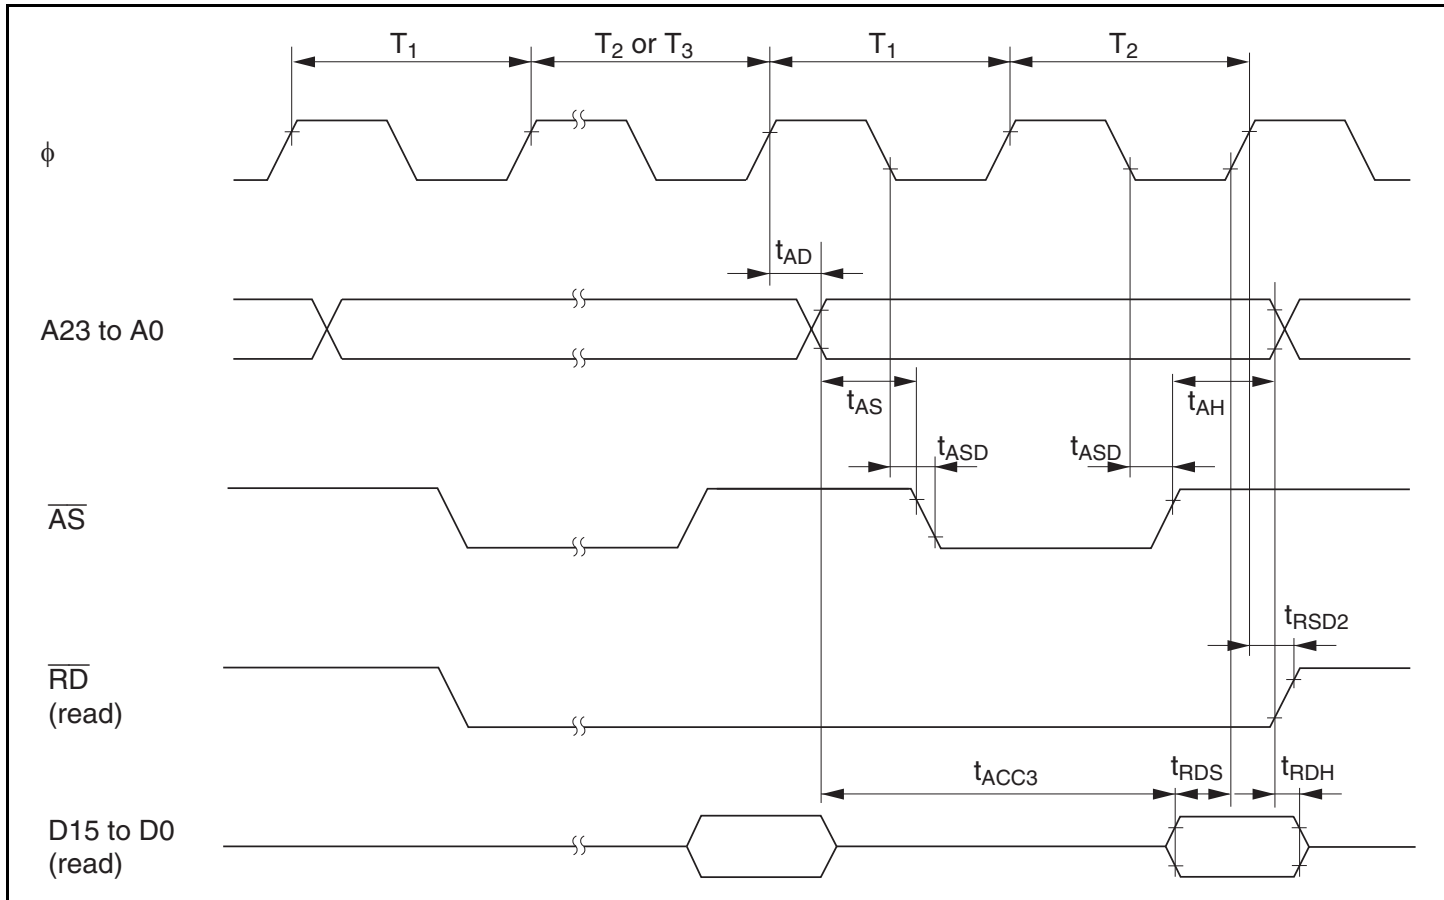 T1 T2 or T3 T1 T2
ϕ
tAD
A23 to A0
tAS tAH
tASD tASD
AS
tRSD2
RD
(read)
tACC3 tRDS tRDH
D15 to D0
(read)